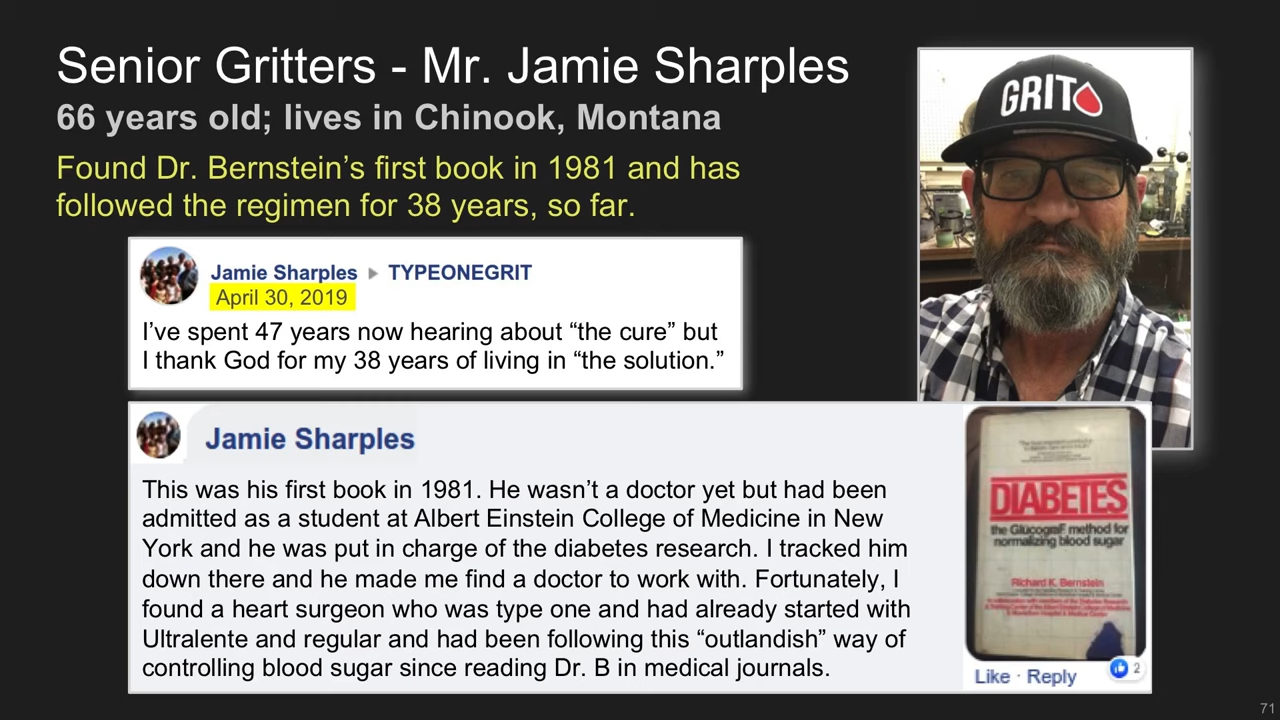 Senior Gritters - Mr. Jamie Sharples
66 years old; lives in Chinook, Montana
Found Dr. Bernstein’s first book in 1981 and has
followed the regimen for 38 years, so far.
GRIT
Jamie Sharples ▸ TYPEONEGRIT
April 30, 2019
I’ve spent 47 years now hearing about “the cure” but
I thank God for my 38 years of living in “the solution.”
Jamie Sharples
This was his first book in 1981. He wasn’t a doctor yet but had been
admitted as a student at Albert Einstein College of Medicine in New
York and he was put in charge of the diabetes research. I tracked him
down there and he made me find a doctor to work with. Fortunately, I
found a heart surgeon who was type one and had already started with
Ultralente and regular and had been following this “outlandish” way of
controlling blood sugar since reading Dr. B in medical journals.
DIABETES
the GlucograF method for
normalizing blood sugar
Richard K. Bernstein
Like · Reply
2
71